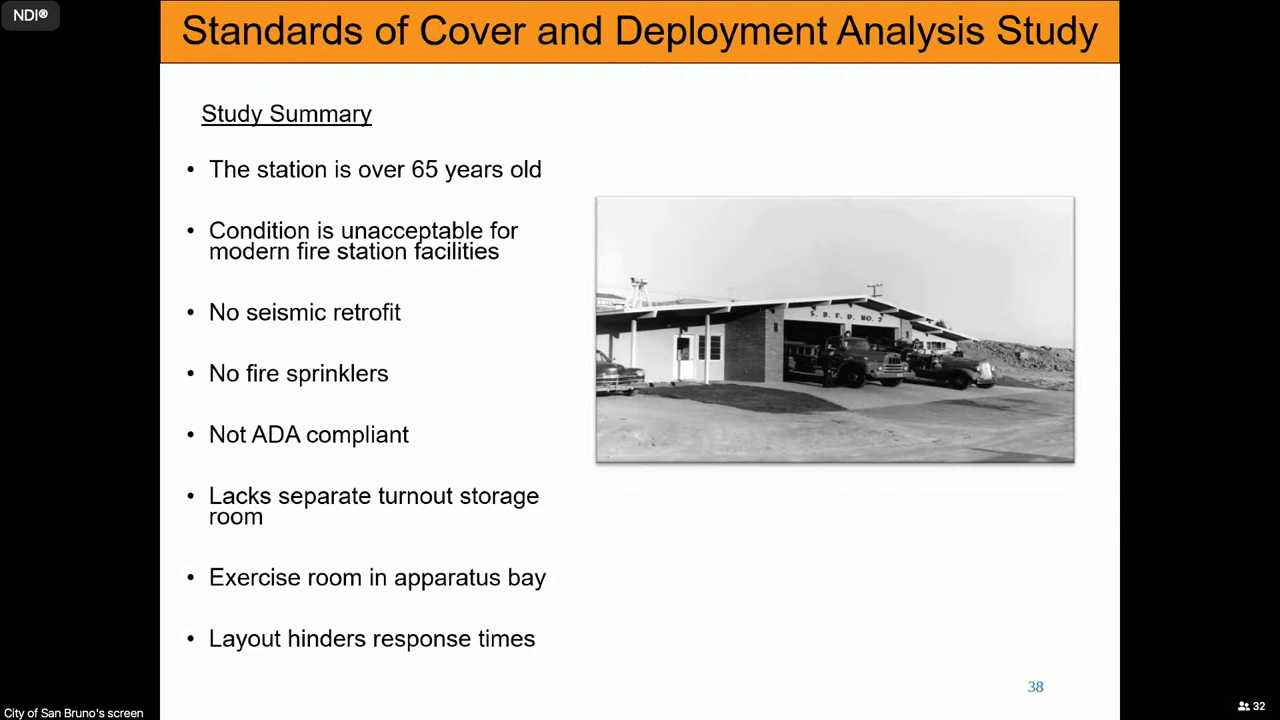 NDI®
Standards of Cover and Deployment Analysis Study
Study Summary
• The station is over 65 years old
• Condition is unacceptable for
modern fire station facilities
• No seismic retrofit
• No fire sprinklers
• Not ADA compliant
• Lacks separate turnout storage
room
• Exercise room in apparatus bay
• Layout hinders response times
S. B. F. D. NO. 2
38
City of San Bruno's screen
32